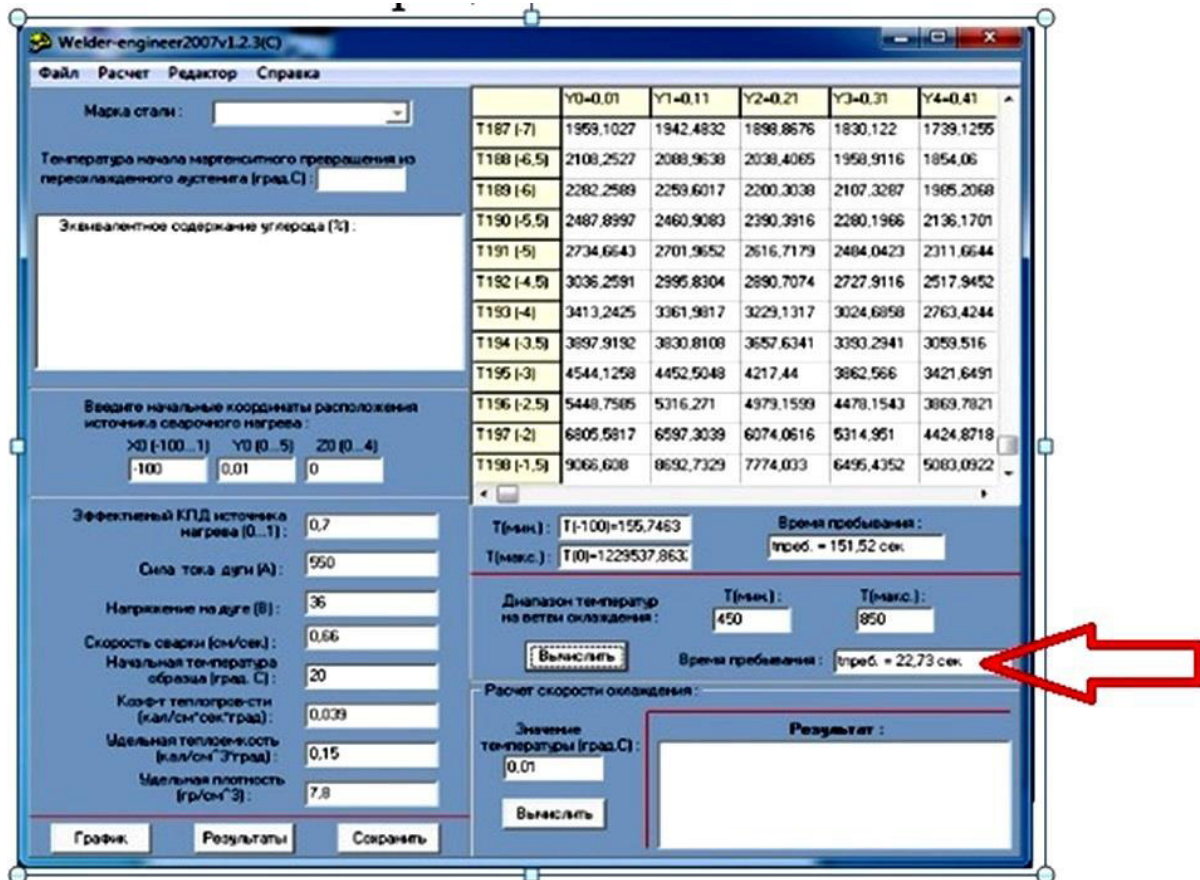 Welder-engineer2007v1.2.3(C)
Файл Расчет Редактор Справка
Марка стали :
Температура начала мартенситного превращения из
переохлажденного аустенита (град.С) :
Эквивалентное содержание углерода (%) :
Введите начальные координаты расположения
источника сварочного нагрева :
X0 (-100...1) Y0 (0...5) Z0 (0...4)
-100 0,01 0
Эффективный КПД источника
нагрева (0...1) : 0,7
Сила тока дуги (А) : 550
Напряжение на дуге (В) : 36
Скорость сварки (см/сек.) : 0,66
Начальная температура
образца (град. С) : 20
Коэф-т теплопров-сти
(кал/см*сек*град) : 0,039
Удельная теплоемкость
(кал/см^3*град) : 0,15
Удельная плотность
(гр/см^3) : 7,8
График Результаты Сохранить
Y0=0,01 Y1=0,11 Y2=0,21 Y3=0,31 Y4=0,41
T187 (-7) 1959,1027 1942,4832 1898,8676 1830,122 1739,1255
T188 (-6,5) 2108,2527 2088,9638 2038,4065 1958,9116 1854,06
T189 (-6) 2282,2589 2259,6017 2200,3038 2107,3287 1985,2068
T190 (-5,5) 2487,8997 2460,9083 2390,3916 2280,1966 2136,1701
T191 (-5) 2734,6643 2701,9652 2616,7179 2484,0423 2311,6644
T192 (-4,5) 3036,2591 2995,8304 2890,7074 2727,9116 2517,9452
T193 (-4) 3413,2425 3361,9817 3229,1317 3024,6858 2763,4244
T194 (-3,5) 3897,9192 3830,8108 3657,6341 3393,2941 3059,516
T195 (-3) 4544,1258 4452,5048 4217,44 3862,566 3421,6491
T196 (-2,5) 5448,7585 5316,271 4979,1599 4478,1543 3869,7821
T197 (-2) 6805,5817 6597,3039 6074,0616 5314,951 4424,8718
T198 (-1,5) 9066,608 8692,7329 7774,033 6495,4352 5083,0922
T(мин.) : T(-100)=155,7463 Время пребывания :
T(макс.) : T(0)=1229537,863 tпреб. = 151,52 сек
Диапазон температур
на ветви охлаждения : T(мин.) : T(макс.) :
450 850
Вычислить Время пребывания : tпреб. = 22,73 сек
Расчет скорости охлаждения :
Значение
температуры (град.С) :
0,01
Вычислить
Результат :